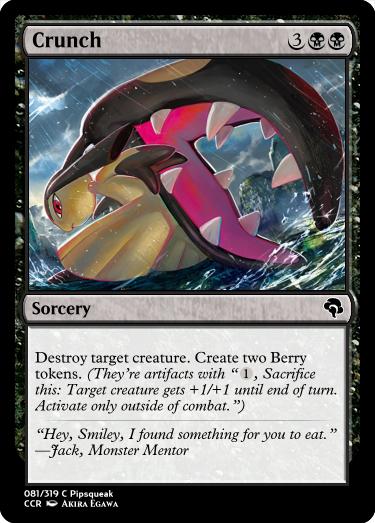 Crunch 3
Sorcery
Destroy target creature. Create two Berry
tokens. (They're artifacts with “1, Sacrifice
this: Target creature gets +1/+1 until end of turn.
Activate only outside of combat.”)
“Hey, Smiley, I found something for you to eat.”
—Jack, Monster Mentor
081/319 C Pipsqueak
CCR Akira Egawa